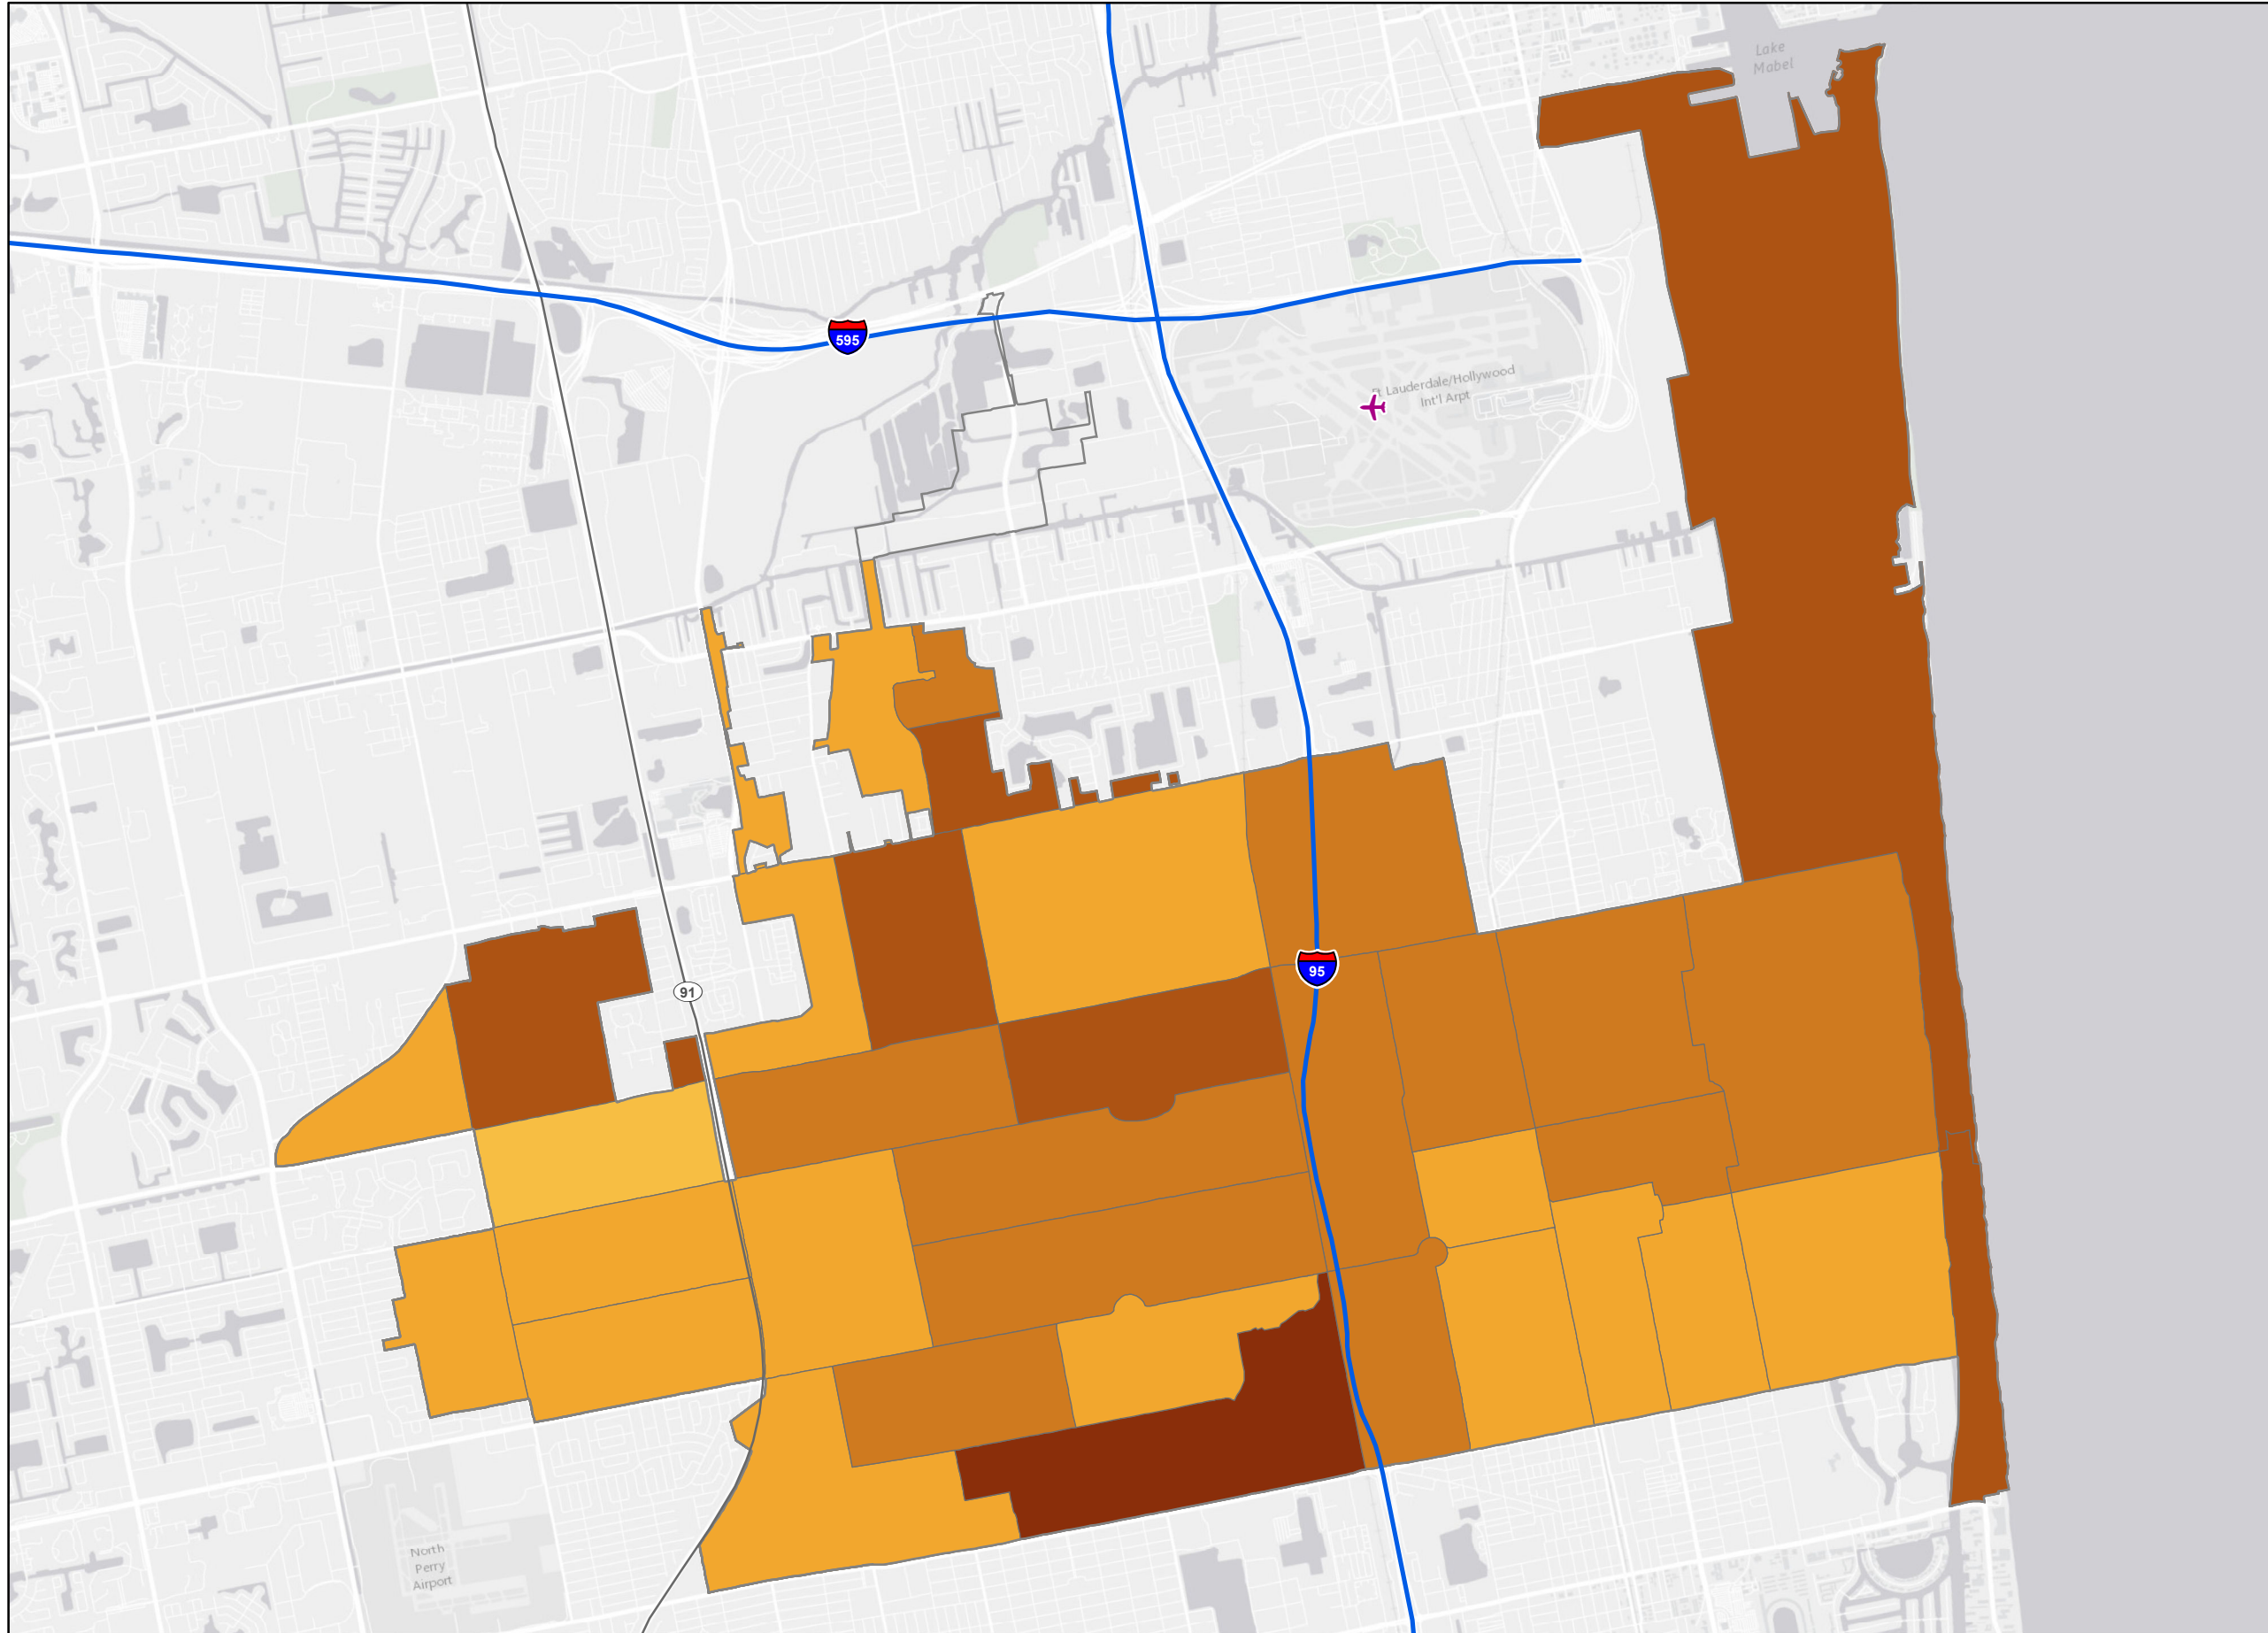 Lake
Mabel
595
Ft Lauderdale/Hollywood
Int'l Arpt
95
91
North
Perry
Airport